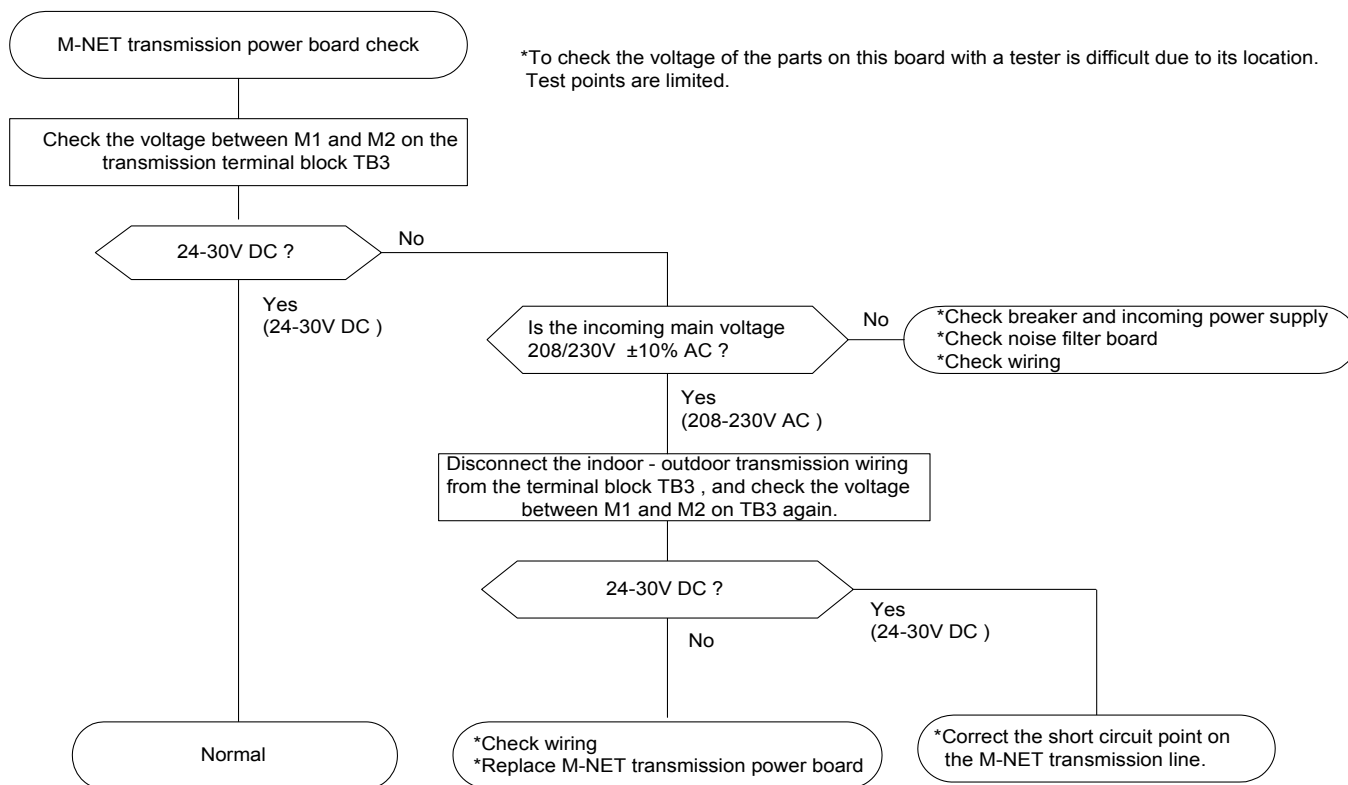 M-NET transmission power board check
*To check the voltage of the parts on this board with a tester is difficult due to its location.
Test points are limited.
Check the voltage between M1 and M2 on the
transmission terminal block TB3
24-30V DC ?
No
Yes
(24-30V DC )
Is the incoming main voltage
208/230V ±10% AC ?
No
*Check breaker and incoming power supply
*Check noise filter board
*Check wiring
Yes
(208-230V AC )
Disconnect the indoor - outdoor transmission wiring
from the terminal block TB3 , and check the voltage
between M1 and M2 on TB3 again.
24-30V DC ?
Yes
(24-30V DC )
No
Normal
*Check wiring
*Replace M-NET transmission power board
*Correct the short circuit point on
the M-NET transmission line.